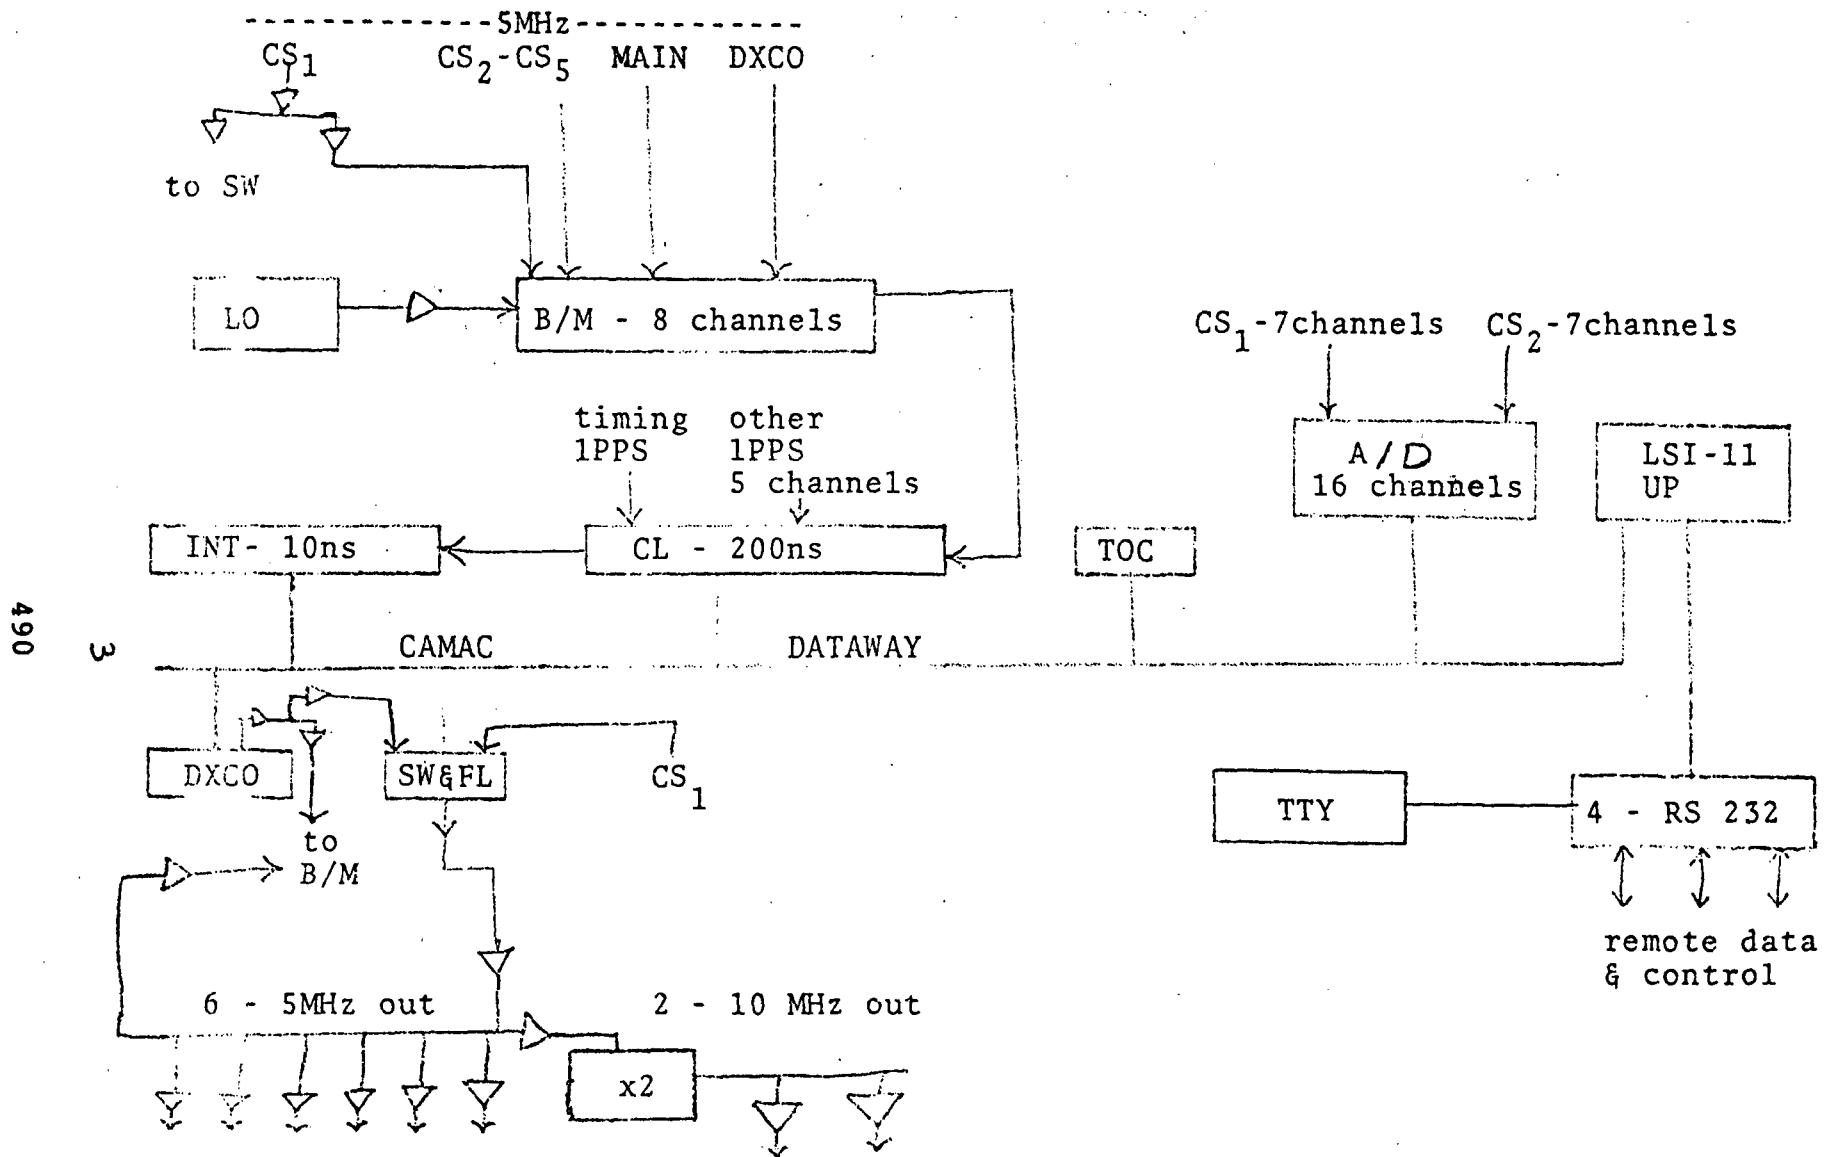 -------------5MHz------------
CS1 CS2-CS5 MAIN DXCO
to SW
LO
B/M - 8 channels
CS1-7channels CS2-7channels
timing other
1PPS 1PPS
5 channels
A/D
16 channels
LSI-11
UP
INT- 10ns
CL - 200ns
TOC
490
3
CAMAC DATAWAY
DXCO
SW&FL
CS1
to
B/M
TTY
4 - RS 232
remote data
& control
6 - 5MHz out
2 - 10 MHz out
x2